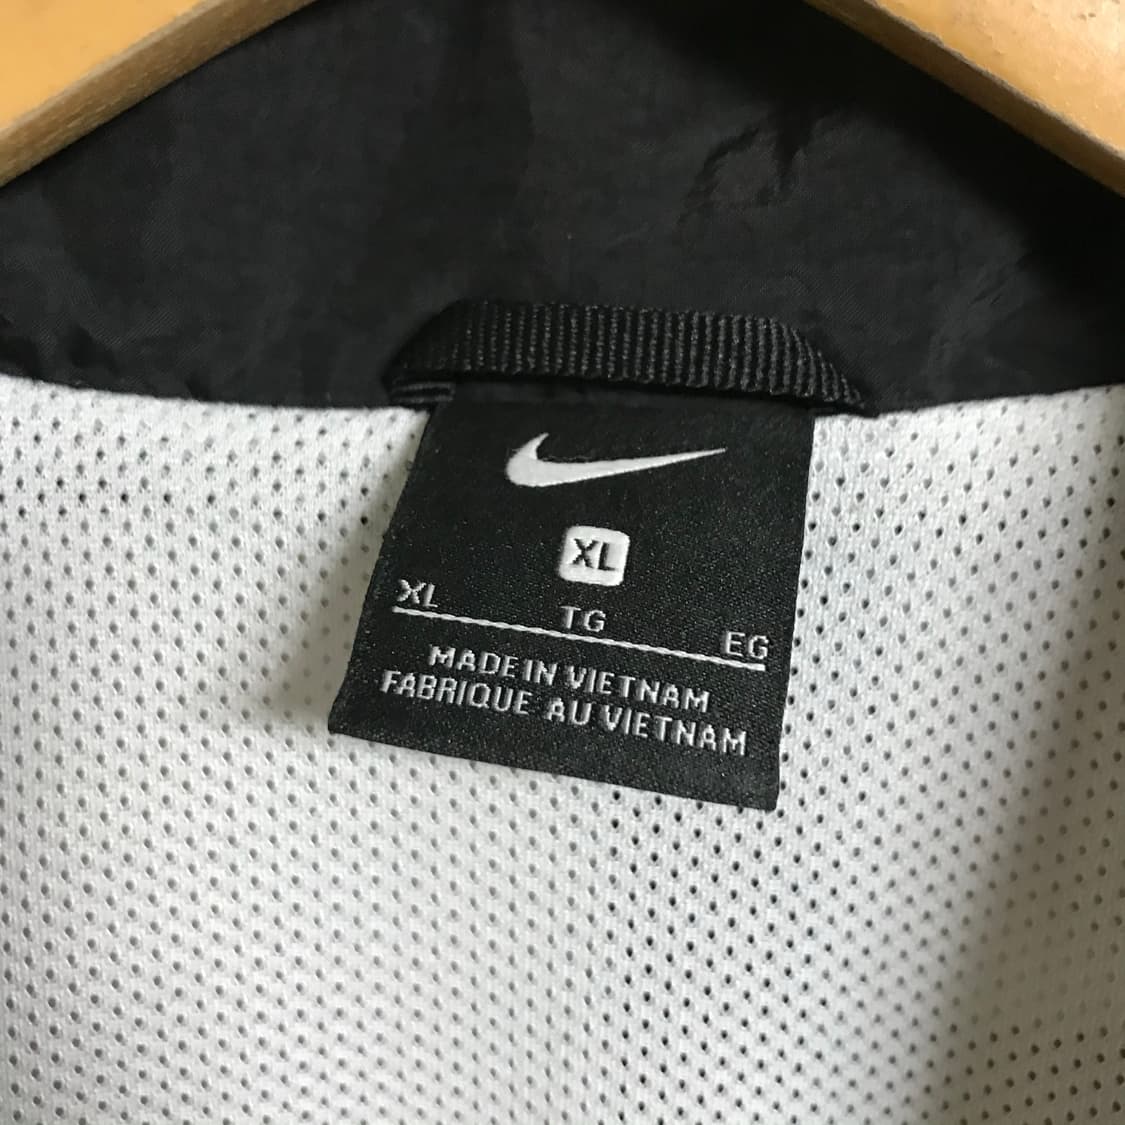 XL
XL TG EG
MADE IN VIETNAM
FABRIQUE AU VIETNAM